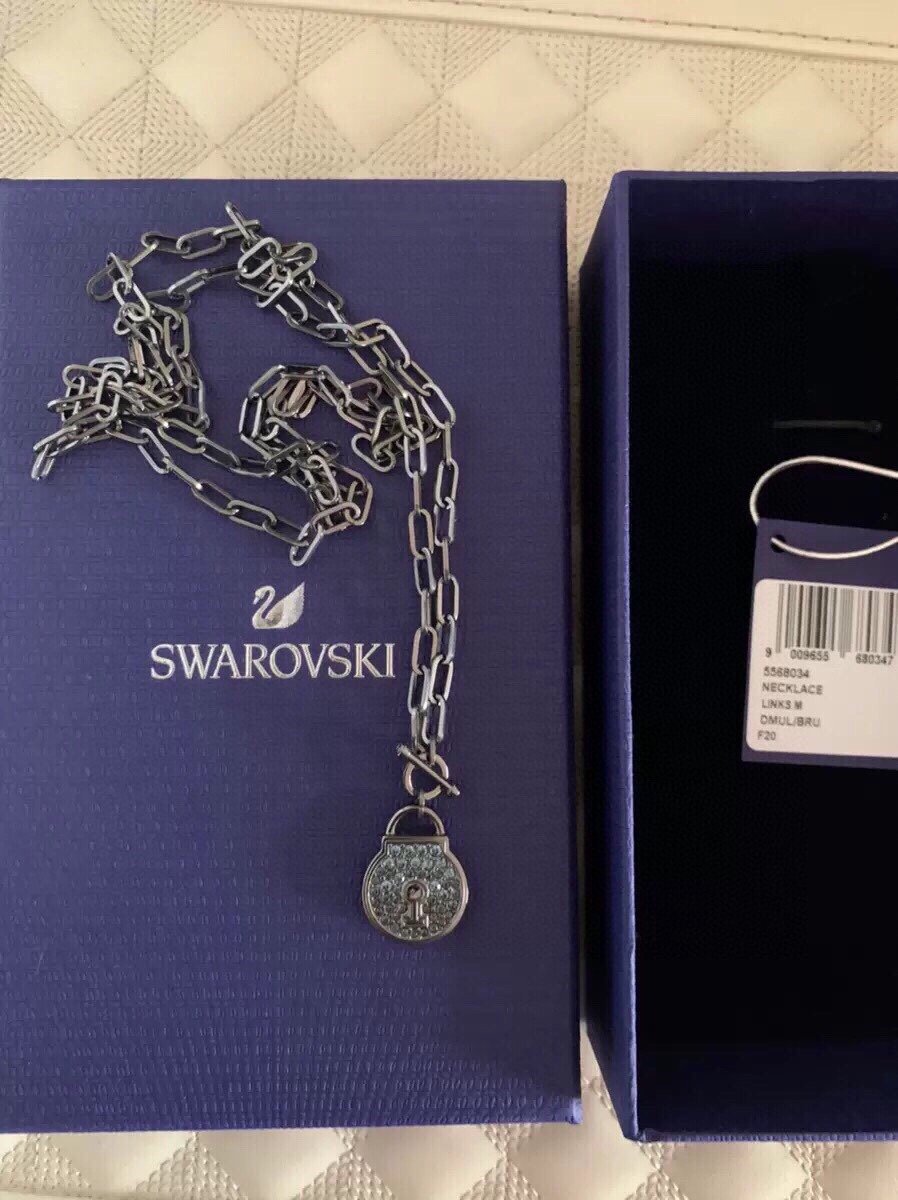 SWAROVSKI
9 009655 680347
5568034
NECKLACE
LINKS M
DMUL/BRU
F20